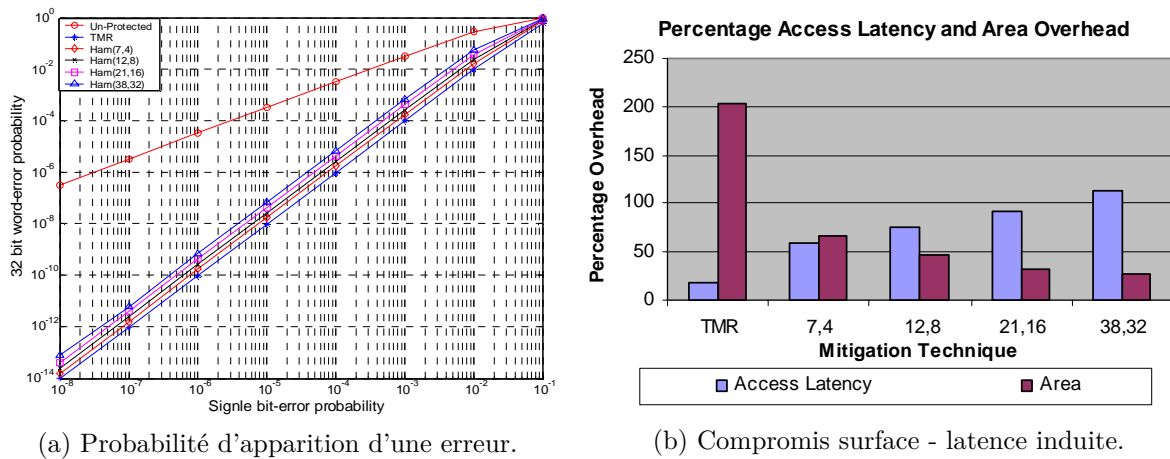 10^0
10^-2
10^-4
10^-6
10^-8
10^-10
10^-12
10^-14
32 bit word-error probability
Un-Protected
TMR
Ham(7,4)
Ham(12,8)
Ham(21,16)
Ham(38,32)
10^-8
10^-7
10^-6
10^-5
10^-4
10^-3
10^-2
10^-1
Signle bit-error probability
(a) Probabilité d'apparition d'une erreur.
Percentage Access Latency and Area Overhead
250
200
150
100
50
0
Percentage Overhead
TMR
7,4
12,8
21,16
38,32
Mitigation Technique
Access Latency
Area
(b) Compromis surface - latence induite.